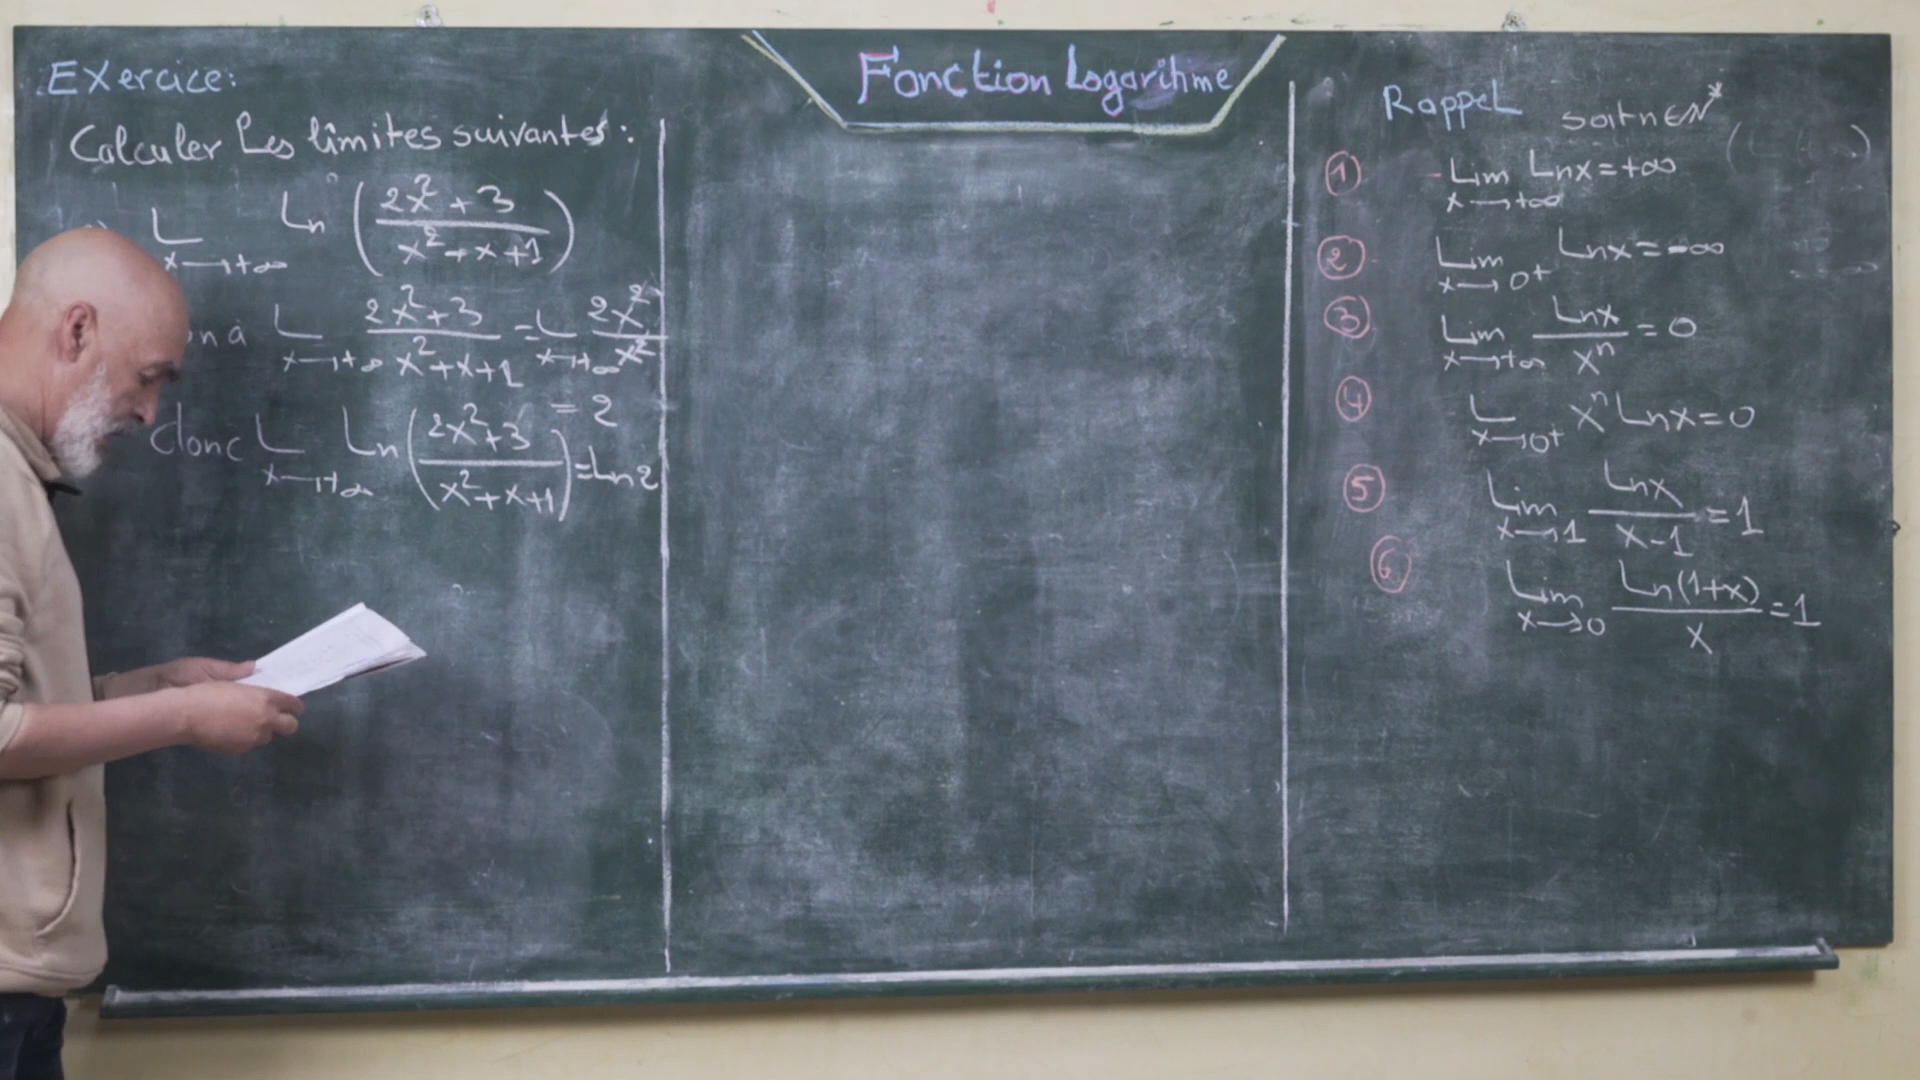 Fonction Logarithme
Exercice:
Calculer Les limites suivantes:
L x→+∞ Ln (2x²+3 / x²+x+1)
on a L x→+∞ 2x²+3 / x²+x+1 = L x→+∞ 2x² / x²
= 2
donc L x→+∞ Ln (2x²+3 / x²+x+1) = Ln2
Rappel
soit n∈ℕ*
① Lim x→+∞ Lnx=+∞
② Lim x→0+ Lnx=-∞
③ Lim x→+∞ Lnx / xⁿ = 0
④ L x→0+ xⁿ Lnx=0
⑤ Lim x→1 Lnx / x-1 = 1
⑥ Lim x→0 Ln(1+x) / x = 1